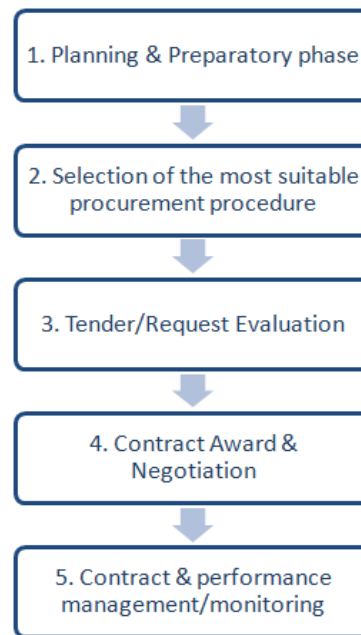 1. Planning & Preparatory phase
2. Selection of the most suitable
procurement procedure
3. Tender/Request Evaluation
4. Contract Award &
Negotiation
5. Contract & performance
management/monitoring